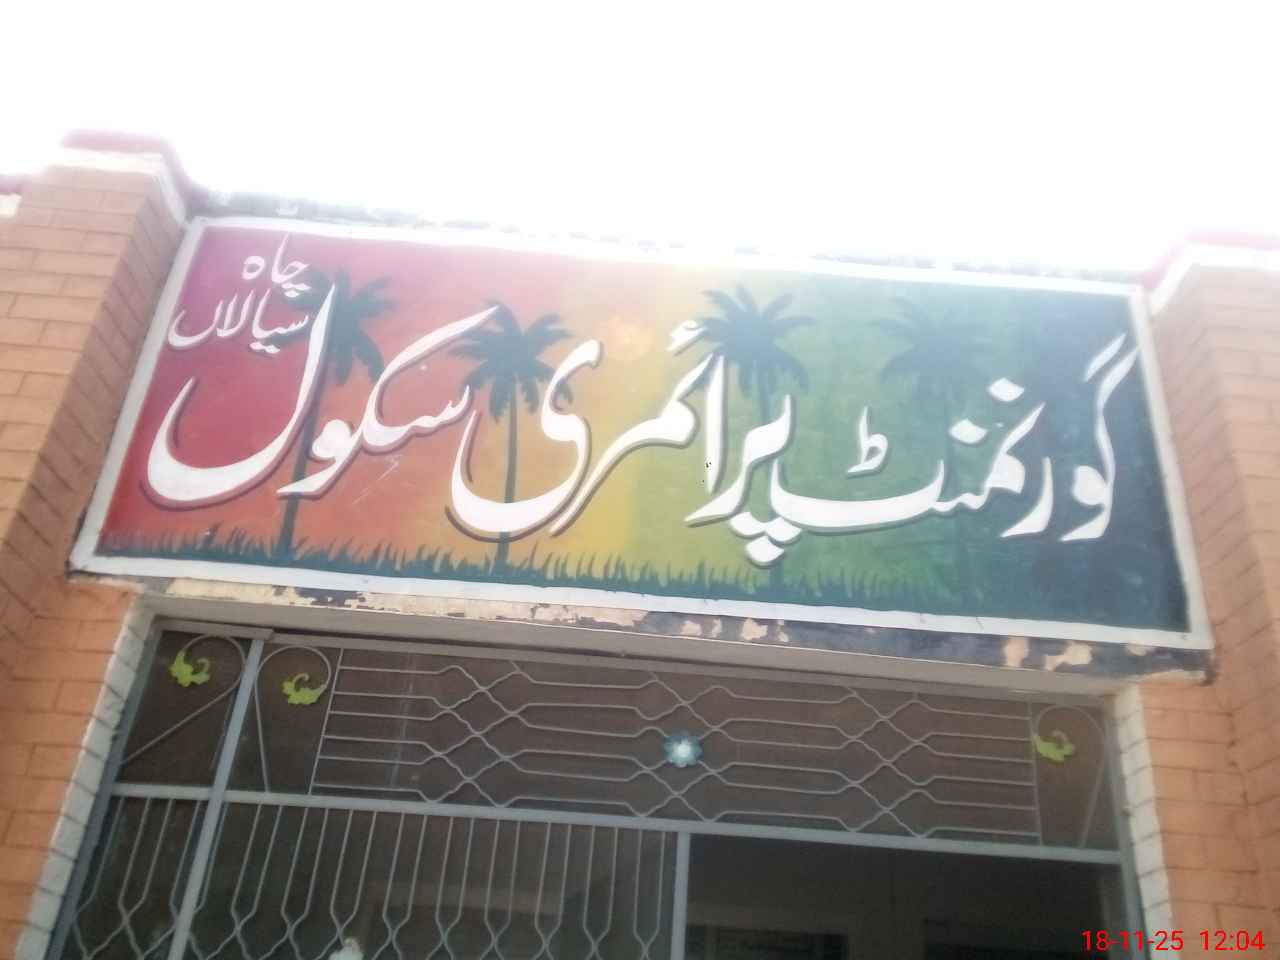 گورنمنٹ پرائمری سکول
چاہ
سیالاں
18-11-25 12:04